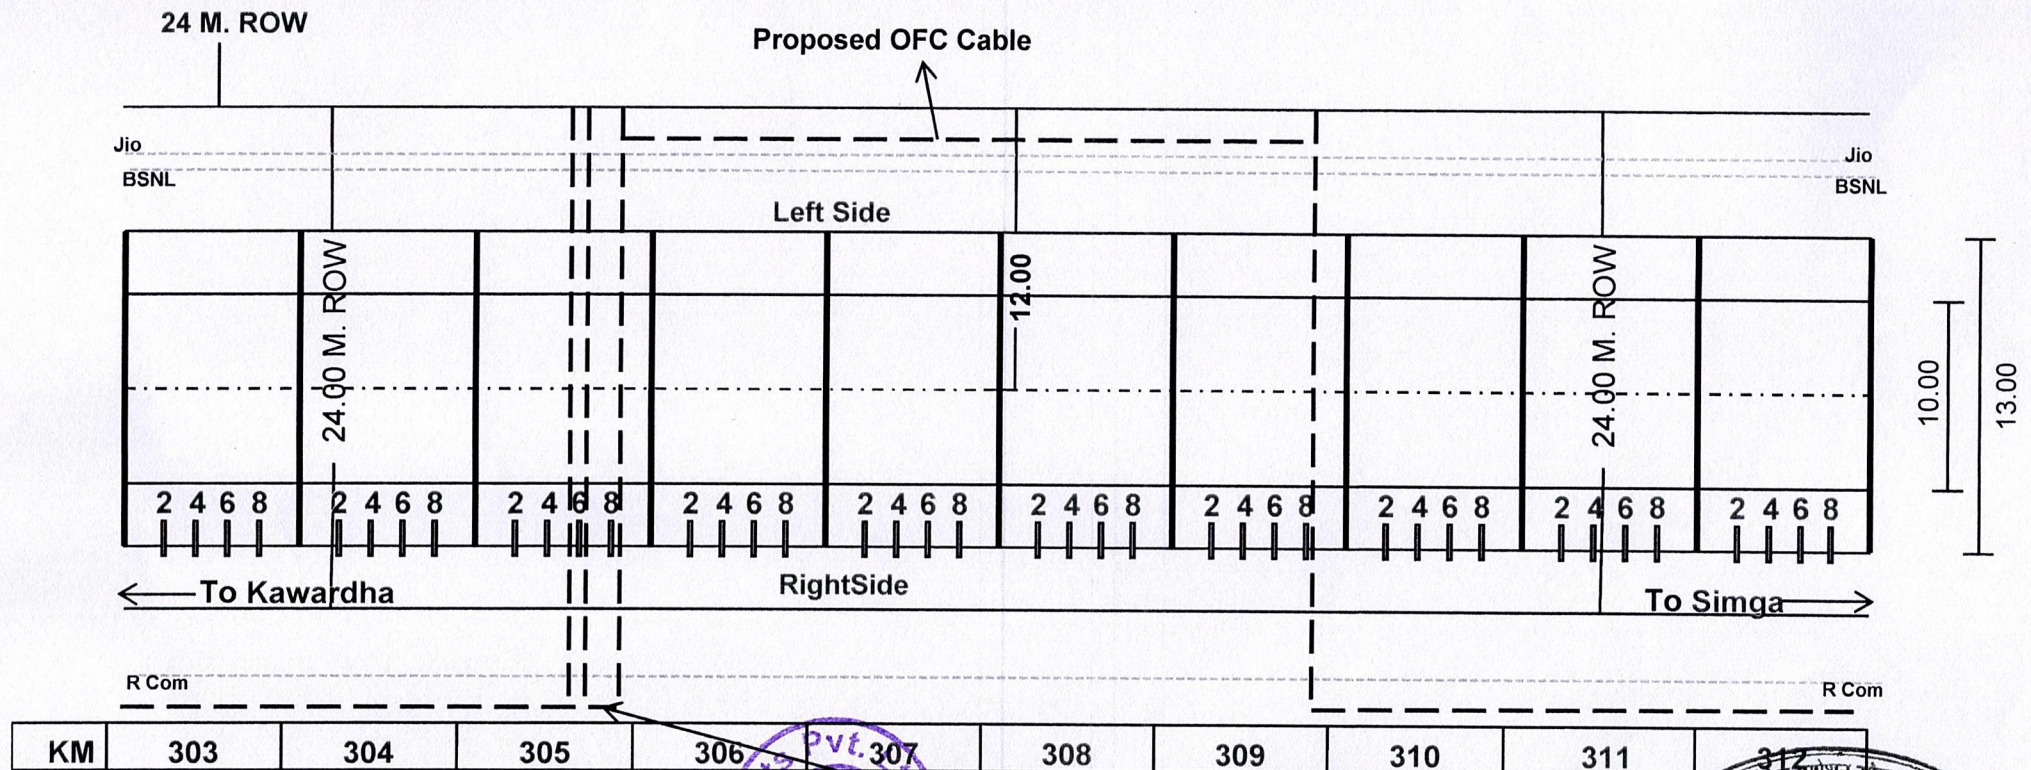 24 M. ROW
Proposed OFC Cable
Jio
Jio
BSNL
BSNL
Left Side
24.00 M. ROW
12.00
24.00 M. ROW
10.00
13.00
2 4 6 8 2 4 6 8 2 4 6 8 2 4 6 8 2 4 6 8 2 4 6 8 2 4 6 8 2 4 6 8 2 4 6 8 2 4 6 8
To Kawardha
RightSide
To Simga
R Com
R Com
KM 303 304 305 306 307 308 309 310 311 312
Pvt.